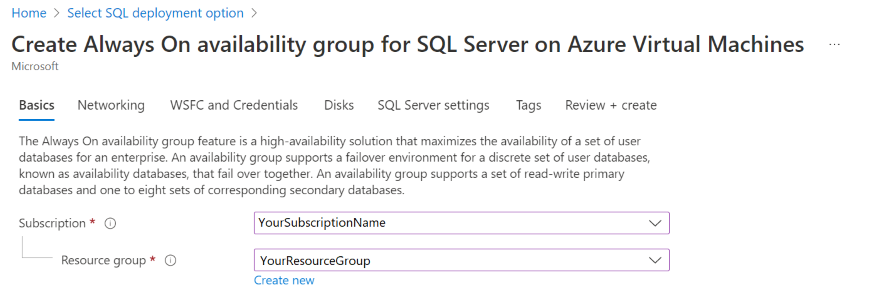 Home > Select SQL deployment option >
Create Always On availability group for SQL Server on Azure Virtual Machines ...
Microsoft
Basics Networking WSFC and Credentials Disks SQL Server settings Tags Review + create
The Always On availability group feature is a high-availability solution that maximizes the availability of a set of user
databases for an enterprise. An availability group supports a failover environment for a discrete set of user databases,
known as availability databases, that fail over together. An availability group supports a set of read-write primary
databases and one to eight sets of corresponding secondary databases.
Subscription * YourSubscriptionName
Resource group * YourResourceGroup
Create new